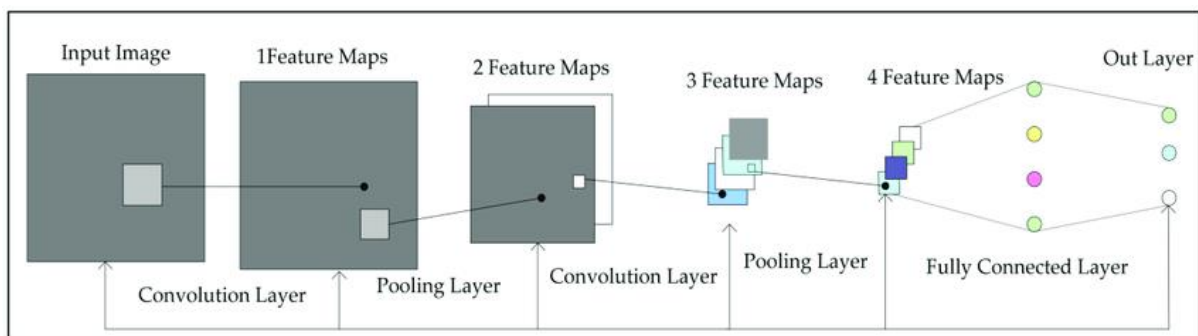 Input Image
1Feature Maps
2 Feature Maps
3 Feature Maps
4 Feature Maps
Out Layer
Convolution Layer
Pooling Layer
Convolution Layer
Pooling Layer
Fully Connected Layer